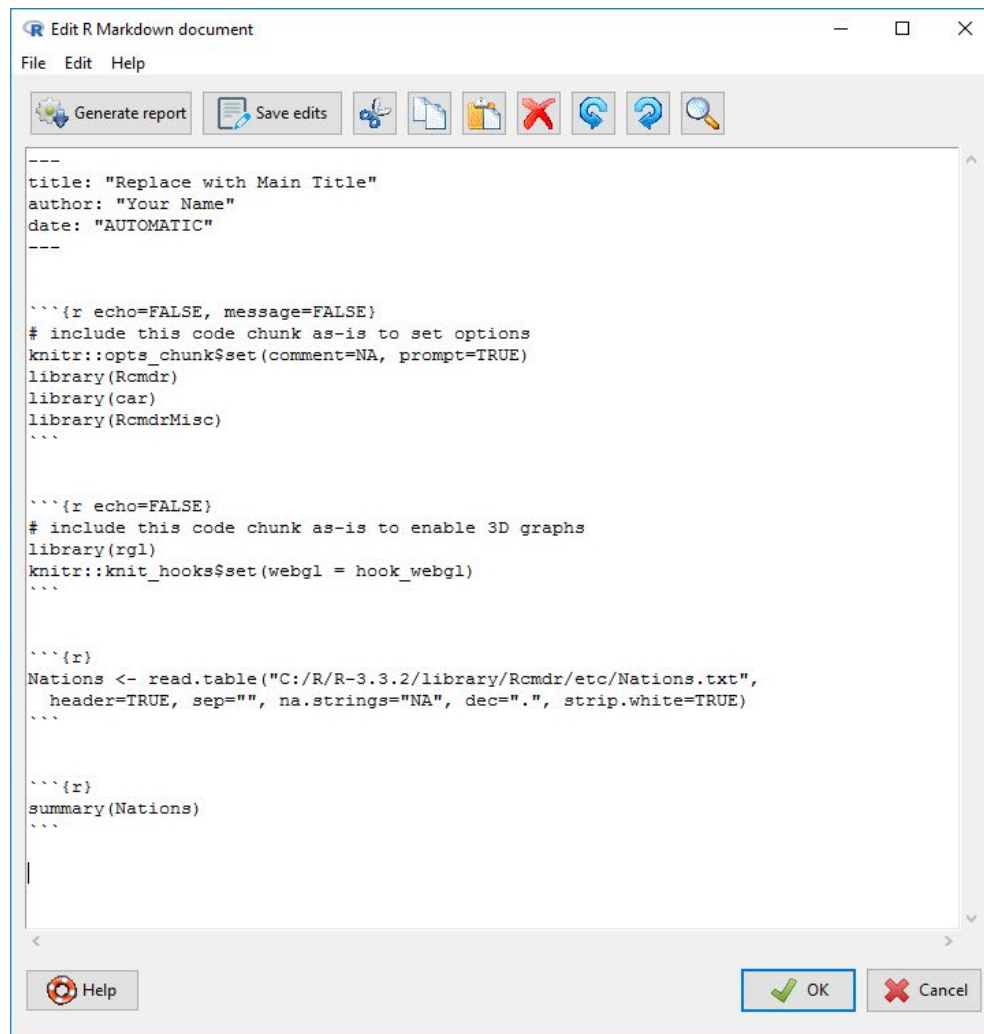 Edit R Markdown document
File Edit Help
Generate report Save edits
---
title: "Replace with Main Title"
author: "Your Name"
date: "AUTOMATIC"
---
```{r echo=FALSE, message=FALSE}
# include this code chunk as-is to set options
knitr::opts_chunk$set(comment=NA, prompt=TRUE)
library(Rcmdr)
library(car)
library(RcmdrMisc)
```
```{r echo=FALSE}
# include this code chunk as-is to enable 3D graphs
library(rgl)
knitr::knit_hooks$set(webgl = hook_webgl)
```
```{r}
Nations <- read.table("C:/R/R-3.3.2/library/Rcmdr/etc/Nations.txt",
  header=TRUE, sep="", na.strings="NA", dec=".", strip.white=TRUE)
```
```{r}
summary(Nations)
```
Help OK Cancel